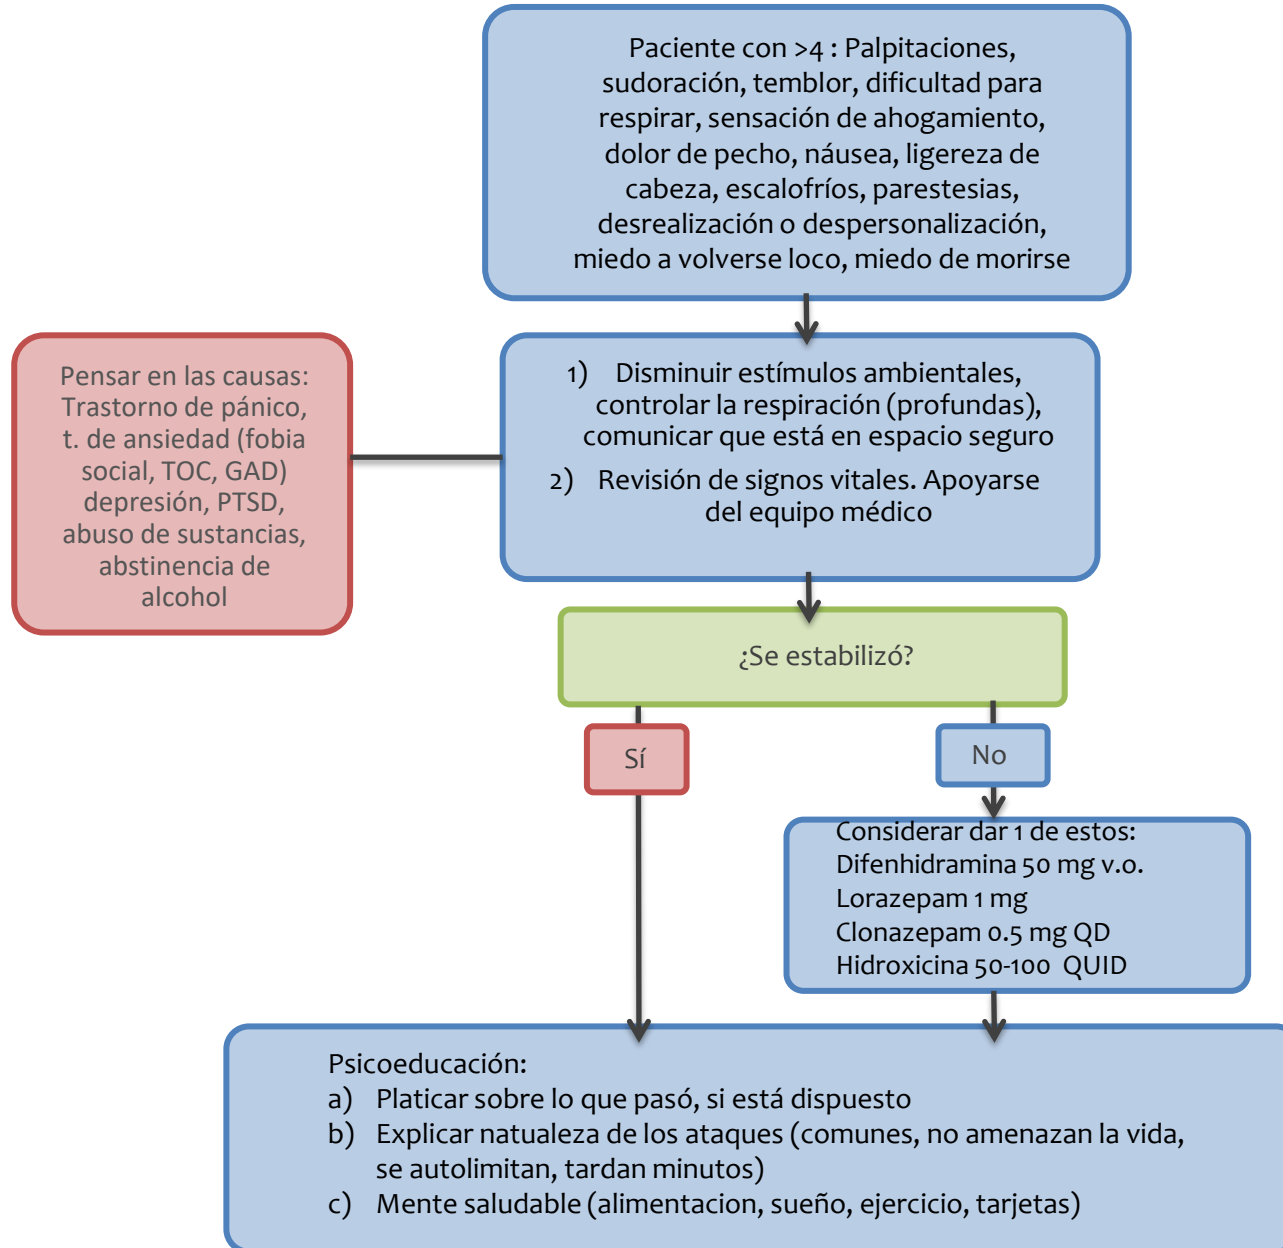 Paciente con >4 : Palpitaciones,
sudoración, temblor, dificultad para
respirar, sensación de ahogamiento,
dolor de pecho, náusea, ligereza de
cabeza, escalofríos, parestesias,
desrealización o despersonalización,
miedo a volverse loco, miedo de morirse
Pensar en las causas:
Trastorno de pánico,
t. de ansiedad (fobia
social, TOC, GAD)
depresión, PTSD,
abuso de sustancias,
abstinencia de
alcohol
1) Disminuir estímulos ambientales,
controlar la respiración (profundas),
comunicar que está en espacio seguro
2) Revisión de signos vitales. Apoyarse
del equipo médico
¿Se estabilizó?
Sí
No
Considerar dar 1 de estos:
Difenhidramina 50 mg v.o.
Lorazepam 1 mg
Clonazepam 0.5 mg QD
Hidroxicina 50-100 QUID
Psicoeducación:
a) Platicar sobre lo que pasó, si está dispuesto
b) Explicar natualeza de los ataques (comunes, no amenazan la vida,
se autolimitan, tardan minutos)
c) Mente saludable (alimentacion, sueño, ejercicio, tarjetas)